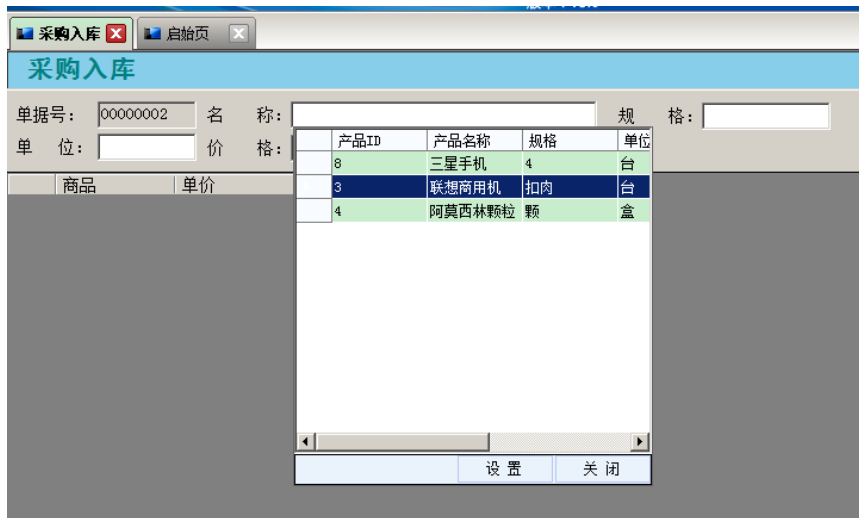 采购入库 启始页
采购入库
单据号: 00000002 名 称: 规 格:
单 位: 价 格:
商品 单价
产品ID 产品名称 规格 单位
8 三星手机 4 台
3 联想商用机 扣肉 台
4 阿莫西林颗粒 颗 盒
设 置 关 闭